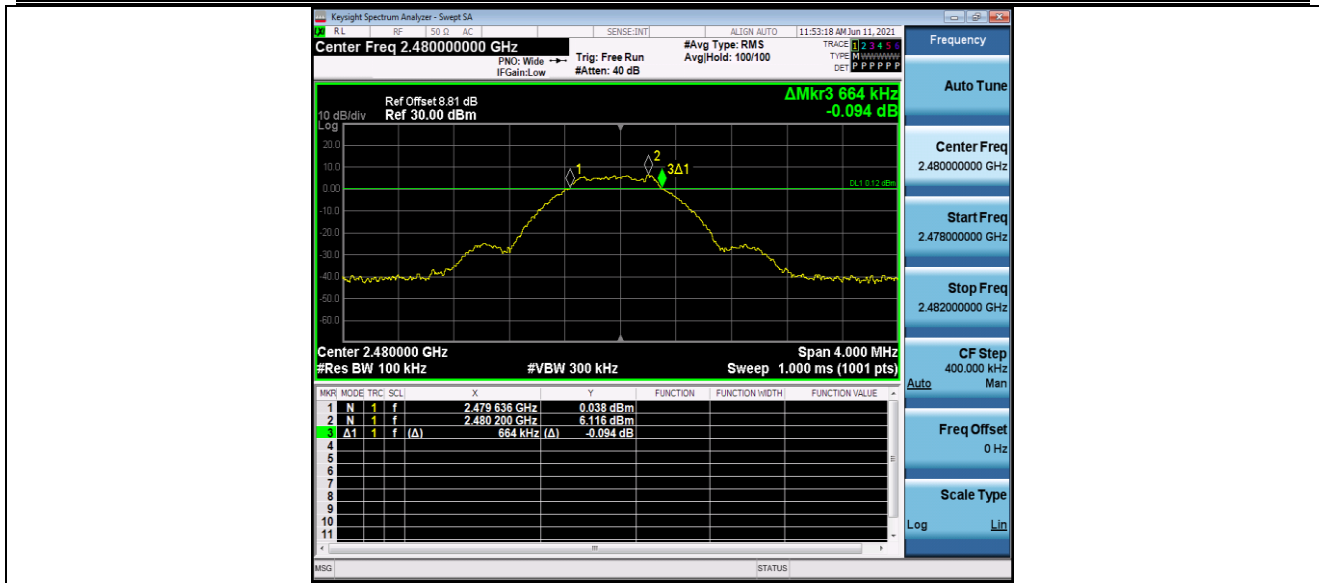 Keysight Spectrum Analyzer - Swept SA
RL RF 50 Ω AC SENSE:INT ALIGN AUTO 11:53:18 AM Jun 11, 2021
Center Freq 2.480000000 GHz
PNO: Wide
IFGain:Low
Trig: Free Run
#Atten: 40 dB
#Avg Type: RMS
Avg|Hold: 100/100
TRACE 1 2 3 4 5 6
TYPE M W W W W W
DET P P P P P P
ΔMkr3 664 kHz
-0.094 dB
Ref Offset 8.81 dB
10 dB/div Ref 30.00 dBm
Log
20.0
10.0
0.00
-10.0
-20.0
-30.0
-40.0
-50.0
-60.0
1
2
3Δ1
DL1 0.12 dBm
Center 2.480000 GHz Span 4.000 MHz
#Res BW 100 kHz #VBW 300 kHz Sweep 1.000 ms (1001 pts)
MKR MODE TRC SCL X Y FUNCTION FUNCTION WIDTH FUNCTION VALUE
1 N 1 f 2.479 636 GHz 0.038 dBm
2 N 1 f 2.480 200 GHz 6.116 dBm
3 Δ1 1 f (Δ) 664 kHz (Δ) -0.094 dB
4
5
6
7
8
9
10
11
MSG STATUS
Frequency
Auto Tune
Center Freq
2.480000000 GHz
Start Freq
2.478000000 GHz
Stop Freq
2.482000000 GHz
CF Step
400.000 kHz
Auto Man
Freq Offset
0 Hz
Scale Type
Log Lin